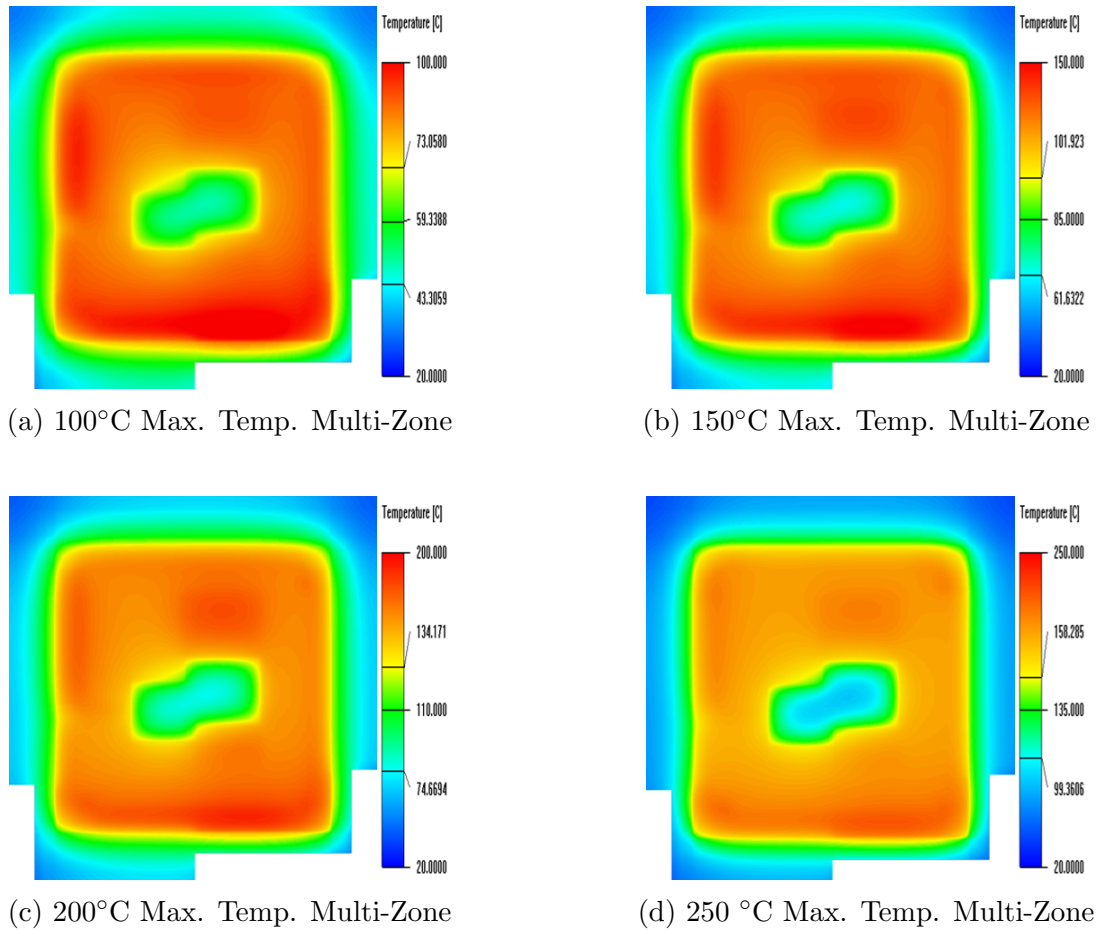 Temperature [C]
100.000
73.0580
59.3388
43.3059
20.0000
(a) 100°C Max. Temp. Multi-Zone
Temperature [C]
150.000
101.923
85.0000
61.6322
20.0000
(b) 150°C Max. Temp. Multi-Zone
Temperature [C]
200.000
134.171
110.000
74.6694
20.0000
(c) 200°C Max. Temp. Multi-Zone
Temperature [C]
250.000
158.285
135.000
99.3606
20.0000
(d) 250 °C Max. Temp. Multi-Zone